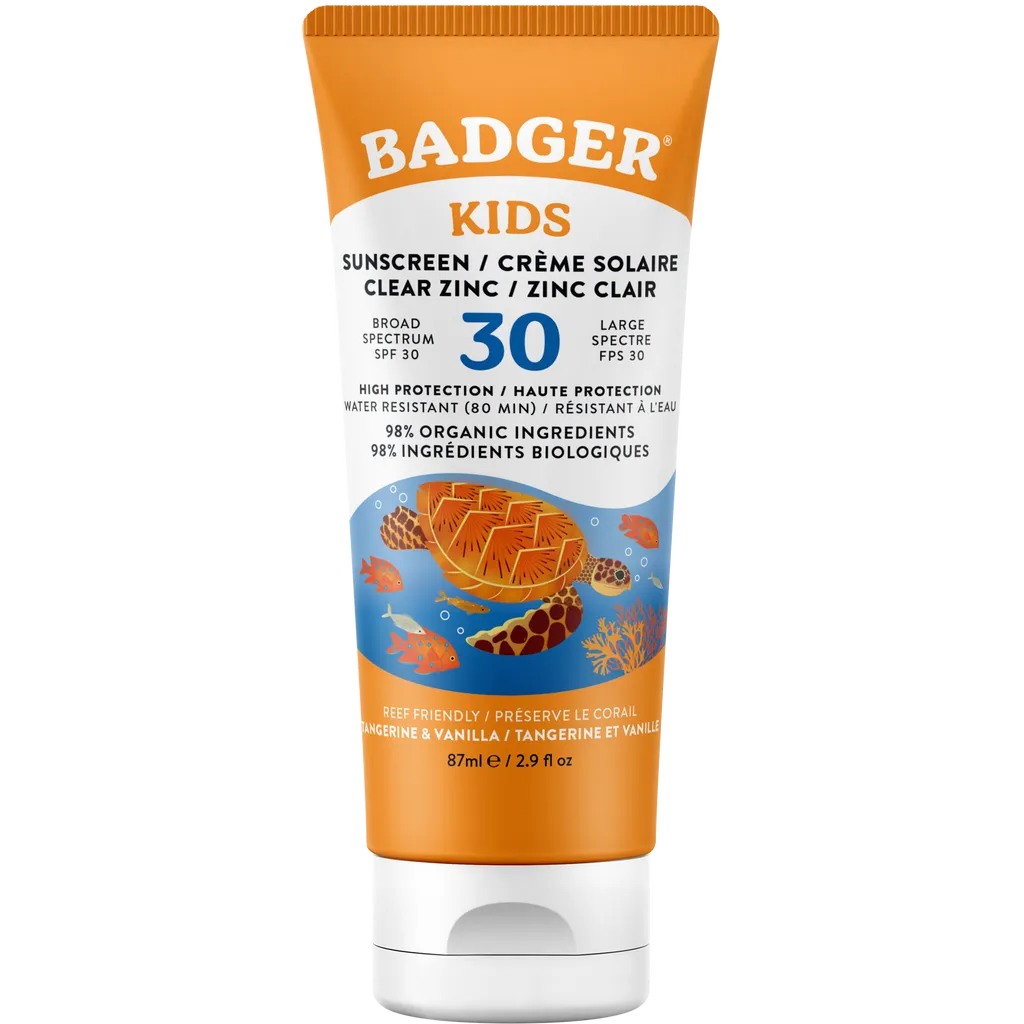 BADGER®
KIDS
SUNSCREEN / CRÈME SOLAIRE
CLEAR ZINC / ZINC CLAIR
BROAD
SPECTRUM
SPF 30
30
LARGE
SPECTRE
FPS 30
HIGH PROTECTION / HAUTE PROTECTION
WATER RESISTANT (80 MIN) / RÉSISTANT À L'EAU
98% ORGANIC INGREDIENTS
98% INGRÉDIENTS BIOLOGIQUES
REEF FRIENDLY / PRÉSERVE LE CORAIL
TANGERINE & VANILLA / TANGERINE ET VANILLE
87ml ℮ / 2.9 fl oz